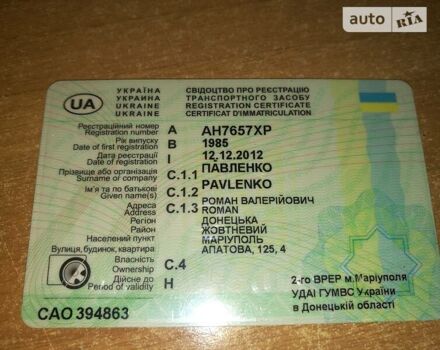 auto RIA
UA
УКРАЇНА
УКРАИНА
UKRAINE
UKRAINE
СВІДОЦТВО ПРО РЕЄСТРАЦІЮ
ТРАНСПОРТНОГО ЗАСОБУ
REGISTRATION CERTIFICATE
CERTIFICAT D'IMMATRICULATION
Реєстраційний номер
Registration number
A
AH7657XP
Рік випуску
Date of first registration
B
1985
Дата реєстрації
Date of registration
I
12.12.2012
Прізвище або організація
Surname or company
C.1.1
ПАВЛЕНКО
PAVLENKO
Ім'я та по батькові
Given name(s)
C.1.2
РОМАН ВАЛЕРІЙОВИЧ
ROMAN
Адреса
Address
C.1.3
Регіон
ДОНЕЦЬКА
Район
ЖОВТНЕВИЙ
Населений пункт
МАРІУПОЛЬ
Вулиця, будинок, квартира
АПАТОВА, 125, 4
Власність
Ownership
C.4
Дійсне до
Period of validity
H
2-го ВРЕР м.Маріуполя
УДАІ ГУМВС України
в Донецькій області
САО 394863